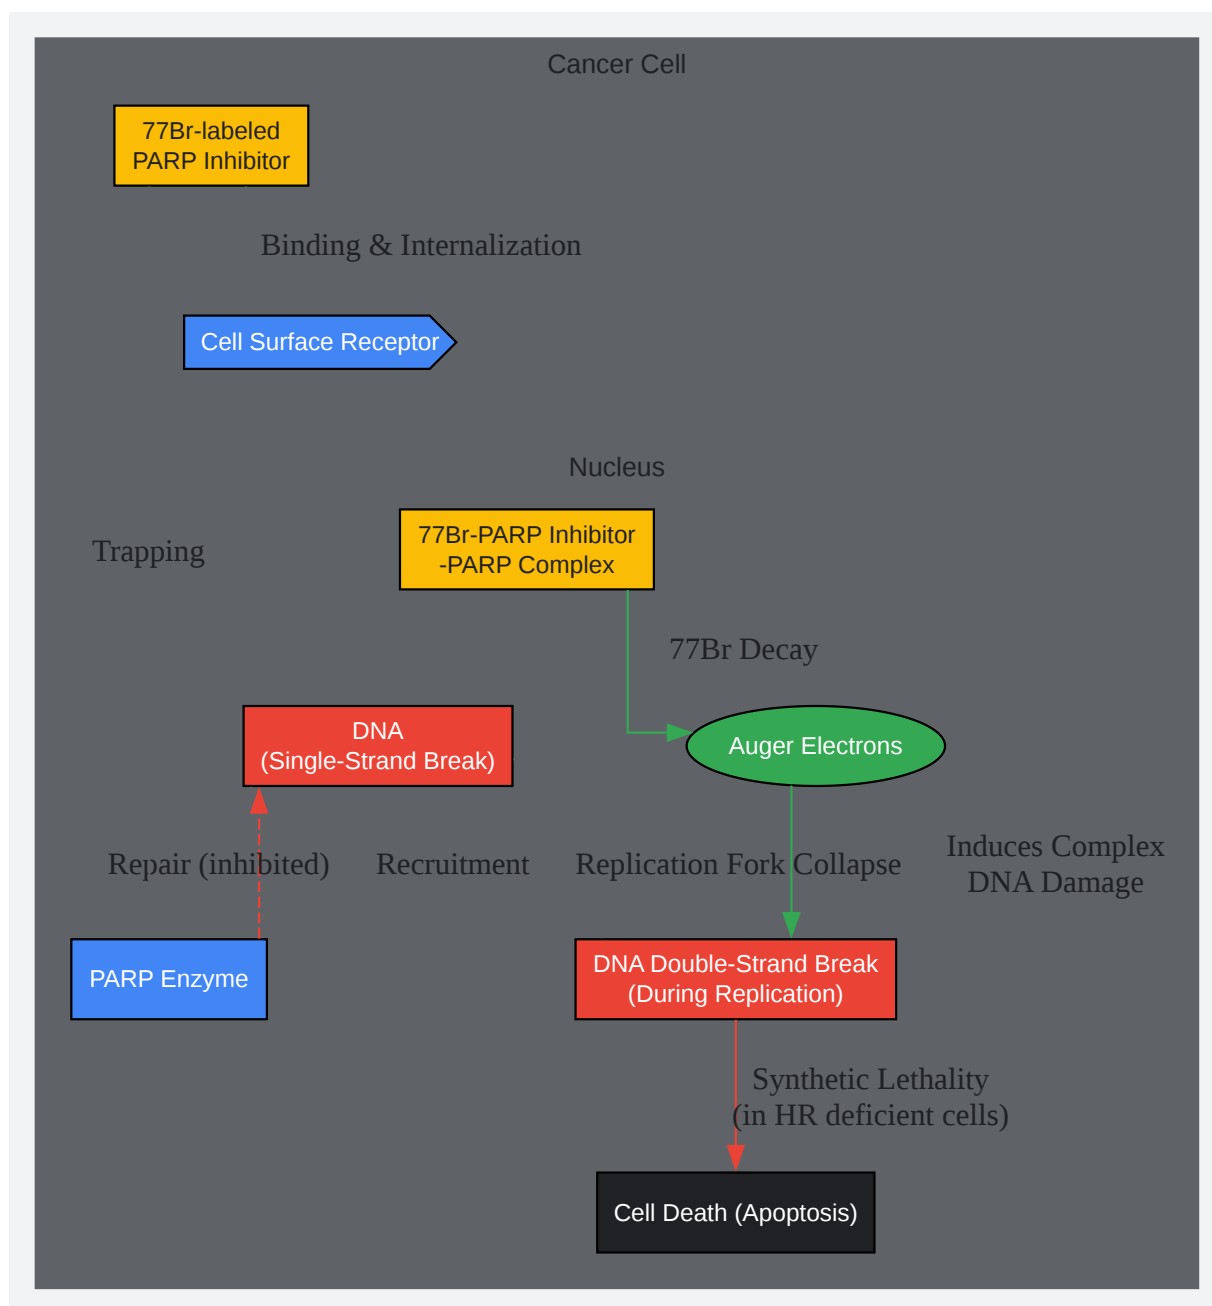 Cancer Cell
77Br-labeled
PARP Inhibitor
Binding & Internalization
Cell Surface Receptor
Nucleus
77Br-PARP Inhibitor
-PARP Complex
Trapping
77Br Decay
DNA
(Single-Strand Break)
Auger Electrons
Repair (inhibited)
Recruitment
Replication Fork Collapse
Induces Complex
DNA Damage
PARP Enzyme
DNA Double-Strand Break
(During Replication)
Synthetic Lethality
(in HR deficient cells)
Cell Death (Apoptosis)